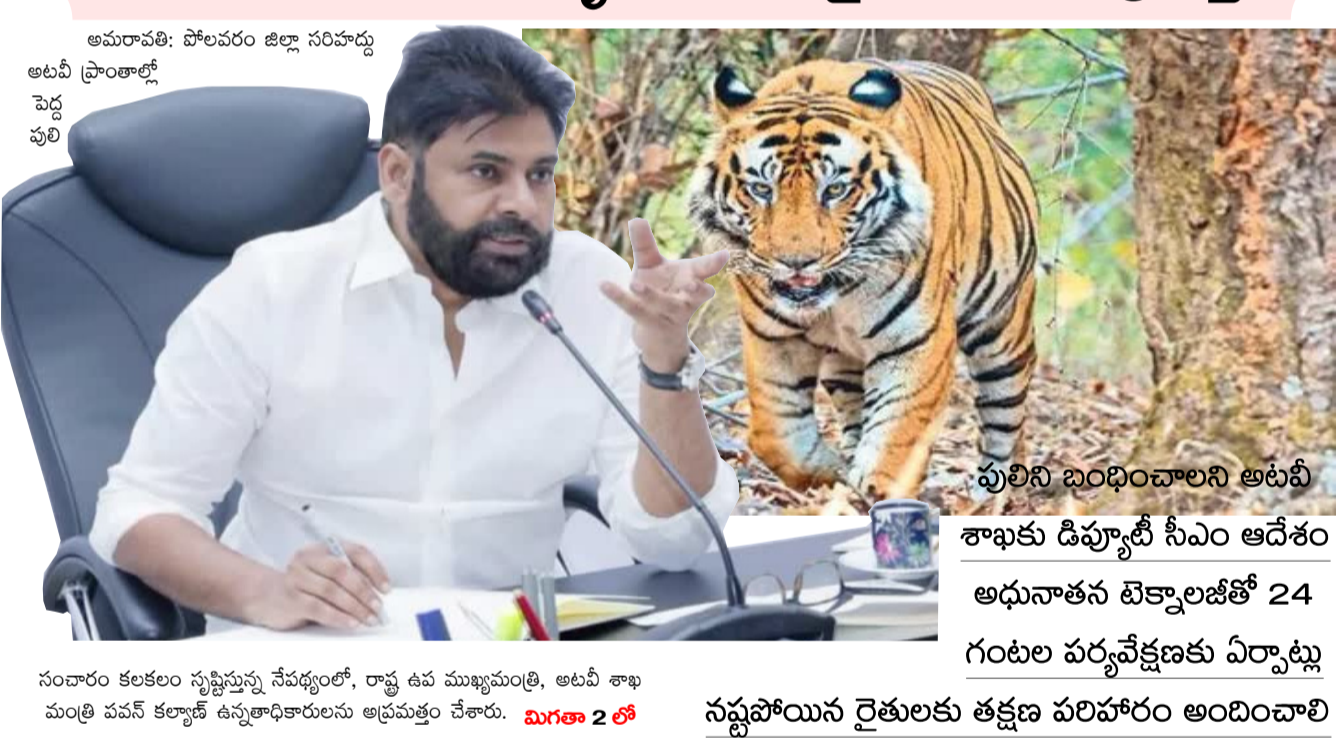 అమరావతి: పోలవరం జిల్లా సరిహద్దు
అటవీ ప్రాంతాల్లో
పెద్ద
పులి
సంచారం కలకలం సృష్టిస్తున్న నేపథ్యంలో, రాష్ట్ర ఉప ముఖ్యమంత్రి, అటవీ శాఖ
మంత్రి పవన్ కల్యాణ్ ఉన్నతాధికారులను అప్రమత్తం చేశారు. మిగతా 2 లో
పులిని బంధించాలని అటవీ
శాఖకు డిప్యూటీ సీఎం ఆదేశం
అధునాతన టెక్నాలజీతో 24
గంటల పర్యవేక్షణకు ఏర్పాట్లు
నష్టపోయిన రైతులకు తక్షణ పరిహారం అందించాలి